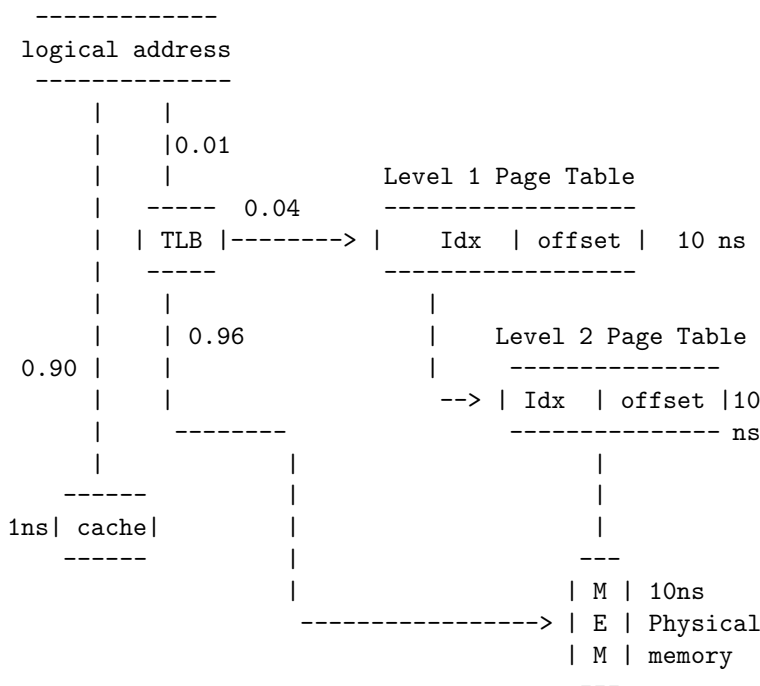 logical address
0.01
Level 1 Page Table
0.04
TLB Idx offset 10 ns
0.96 Level 2 Page Table
0.90
Idx offset 10
ns
1ns cache
M 10ns
E Physical
M memory